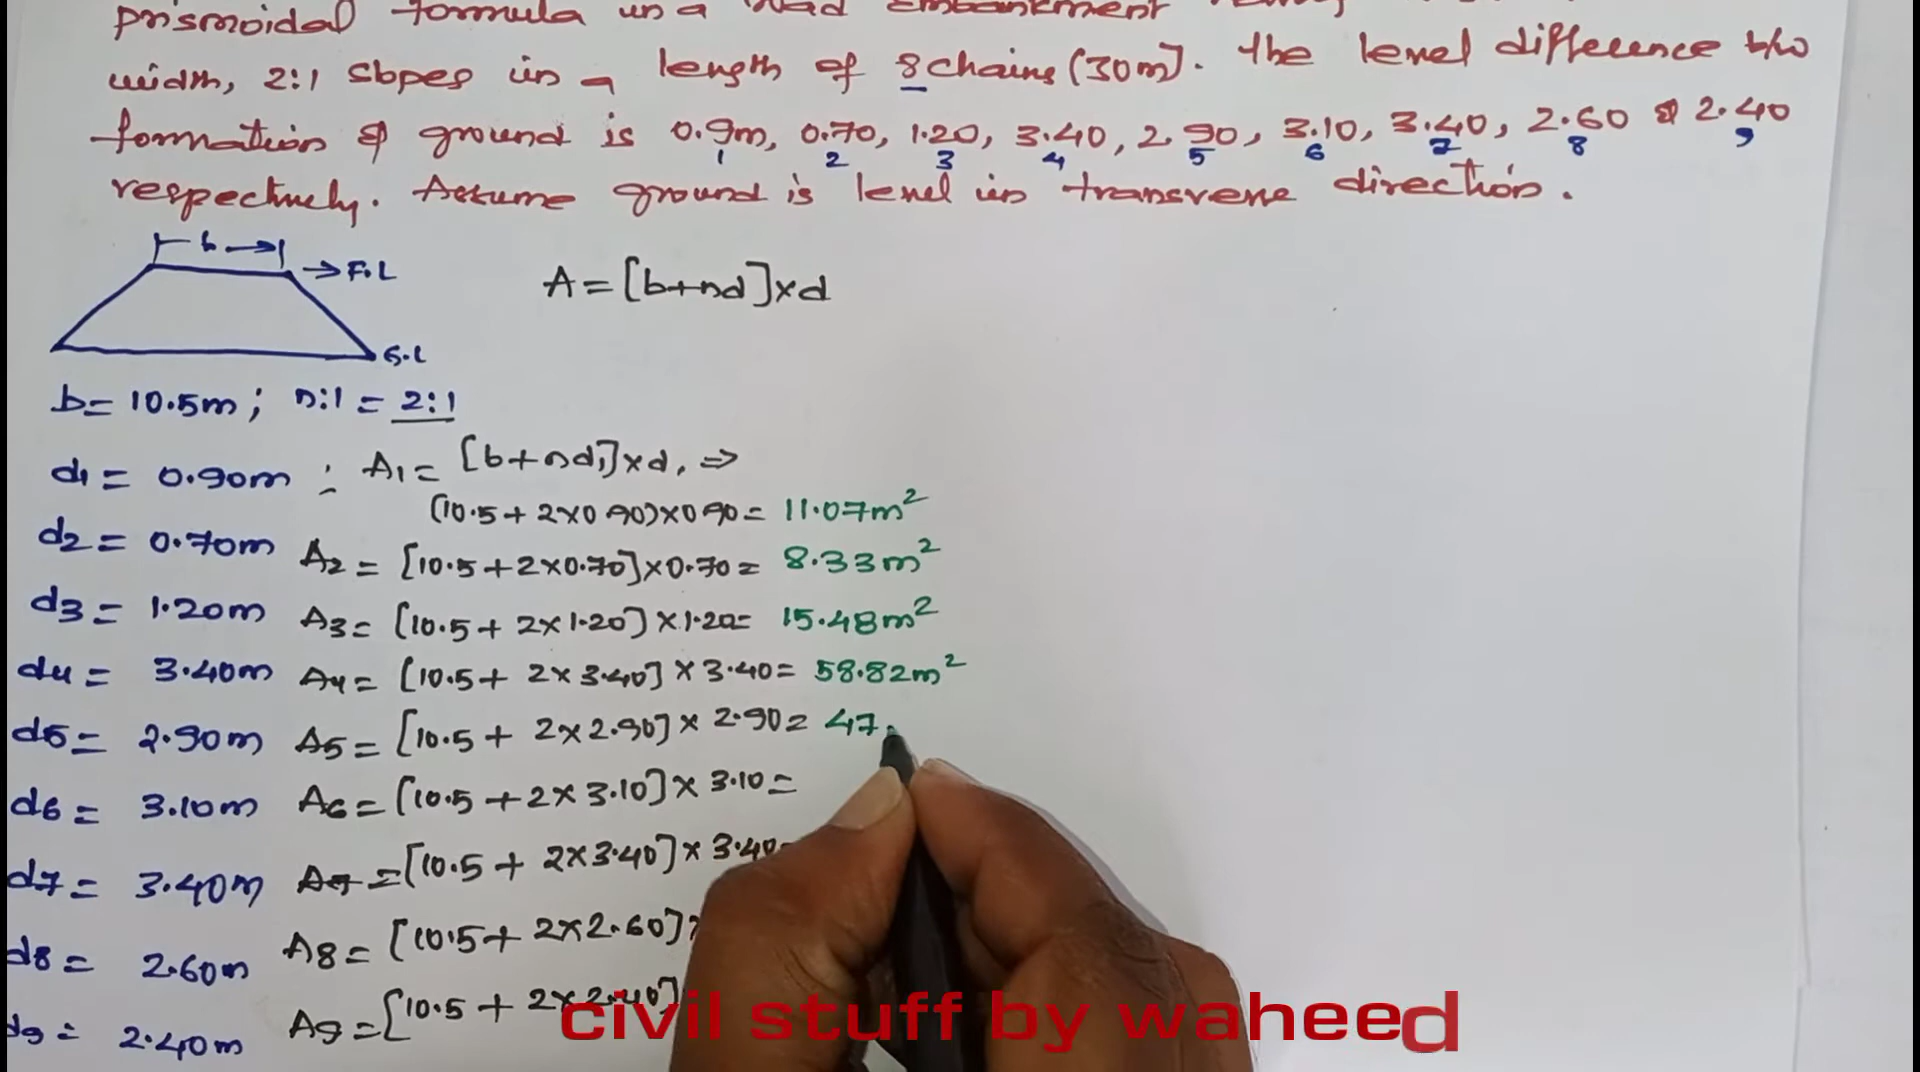 prismoidal formula in a road embankment
width, 2:1 slopes in a length of 8 chains (30m). The level difference b/w
formation & ground is 0.9m, 0.70, 1.20, 3.40, 2.90, 3.10, 3.40, 2.60 & 2.40
1 2 3 4 5 6 7 8 9
respectively. Assume ground is level in transverse direction.
b
F.L
A = [b+nd]×d
G.L
b = 10.5m; n:1 = 2:1
d1 = 0.90m ∴ A1 = [b+nd1]×d1 ⇒
(10.5 + 2×0.90)×0.90 = 11.07m²
d2 = 0.70m A2 = [10.5+2×0.70]×0.70 = 8.33m²
d3 = 1.20m A3 = [10.5+ 2×1.20]×1.20 = 15.48m²
d4 = 3.40m A4 = [10.5+ 2×3.40]×3.40 = 58.82m²
d5 = 2.90m A5 = [10.5+ 2×2.90]×2.90 = 47.
d6 = 3.10m A6 = [10.5+2×3.10]×3.10 =
d7 = 3.40m A7 = [10.5+ 2×3.40]×3.40
d8 = 2.60m A8 = [10.5+ 2×2.60]
d9 = 2.40m A9 = [10.5+ 2×2.40]
civil stuff by waheed